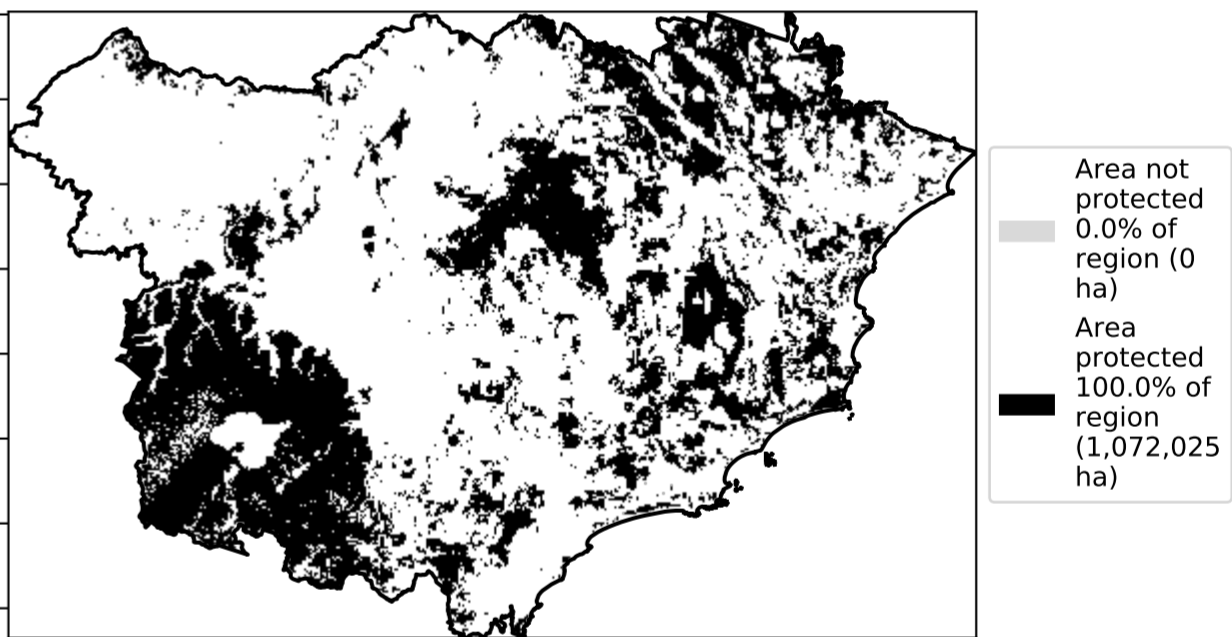 Area not
protected
0.0% of
region (0
ha)
Area
protected
100.0% of
region
(1,072,025
ha)